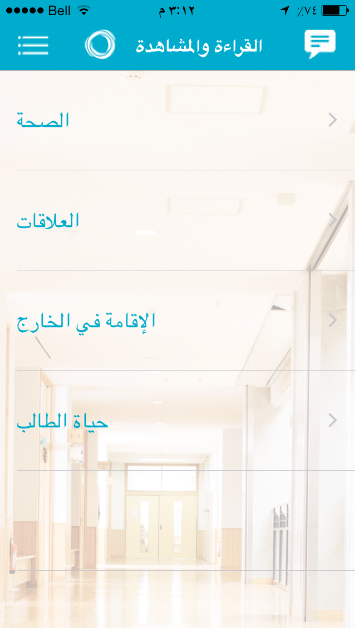 Bell ٣:١٢ م ٪٧٤
القراءة والمشاهدة
الصحة
العلاقات
الإقامة في الخارج
حياة الطالب